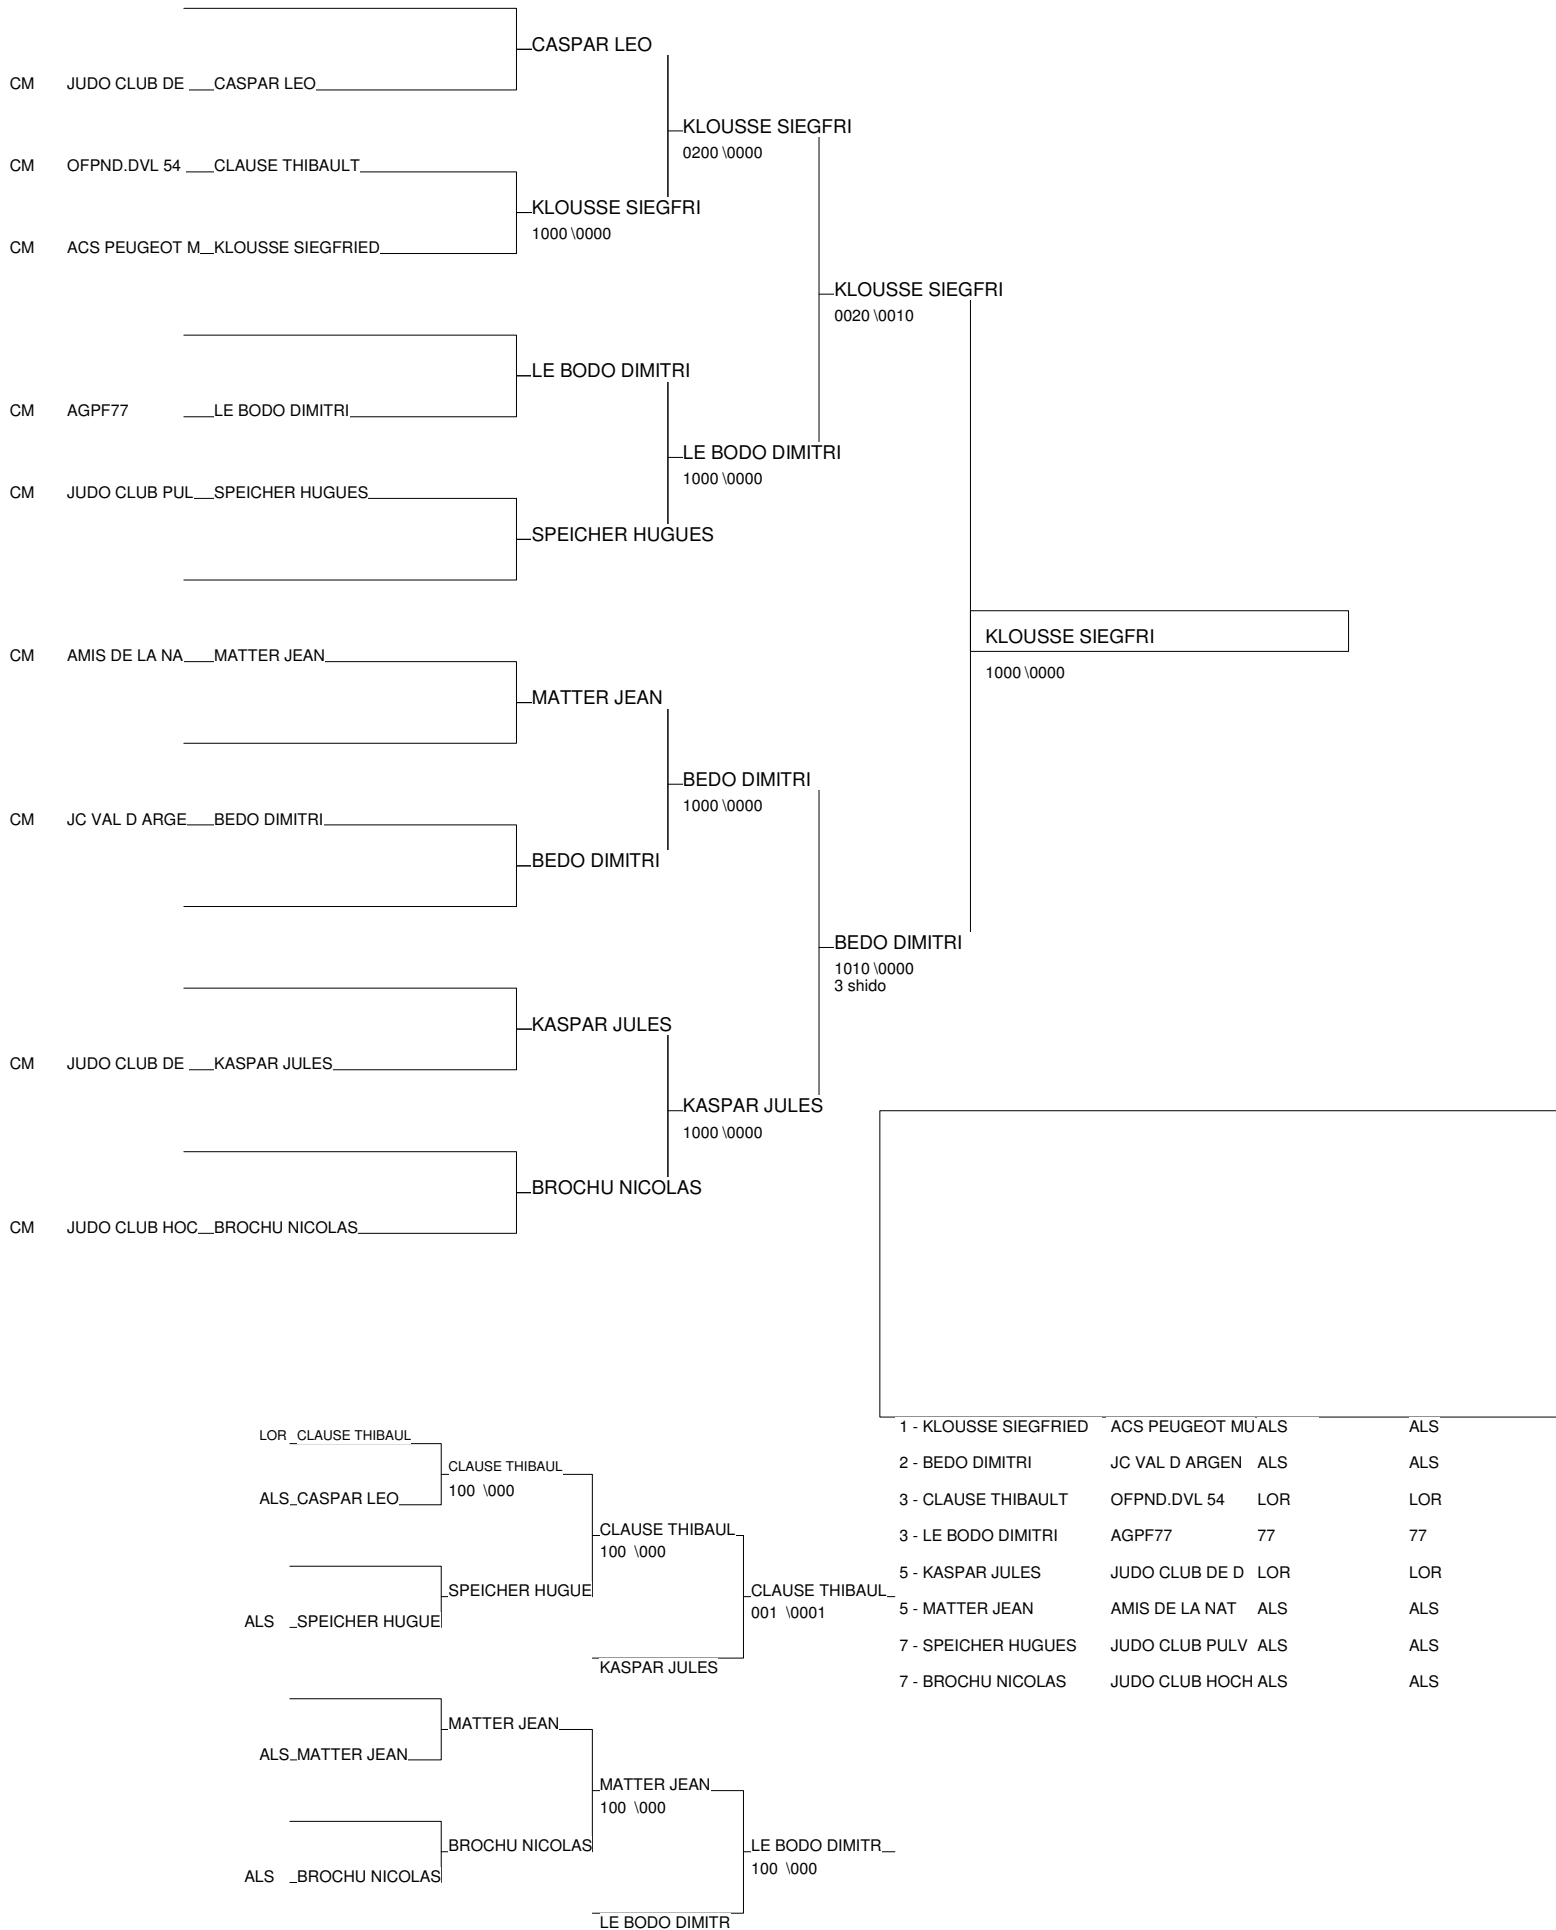 CASPAR LEO
CM JUDO CLUB DE CASPAR LEO
KLOUSSE SIEGFRI
0200 \0000
CM OFPND.DVL 54 CLAUSE THIBAULT
KLOUSSE SIEGFRI
1000 \0000
CM ACS PEUGEOT M KLOUSSE SIEGFRIED
KLOUSSE SIEGFRI
0020 \0010
LE BODO DIMITRI
CM AGPF77 LE BODO DIMITRI
LE BODO DIMITRI
1000 \0000
CM JUDO CLUB PUL SPEICHER HUGUES
SPEICHER HUGUES
KLOUSSE SIEGFRI
1000 \0000
CM AMIS DE LA NA MATTER JEAN
MATTER JEAN
BEDO DIMITRI
1000 \0000
CM JC VAL D ARGE BEDO DIMITRI
BEDO DIMITRI
BEDO DIMITRI
1010 \0000
3 shido
KASPAR JULES
CM JUDO CLUB DE KASPAR JULES
KASPAR JULES
1000 \0000
BROCHU NICOLAS
CM JUDO CLUB HOC BROCHU NICOLAS
1 - KLOUSSE SIEGFRIED ACS PEUGEOT MU ALS ALS
2 - BEDO DIMITRI JC VAL D ARGEN ALS ALS
3 - CLAUSE THIBAULT OFPND.DVL 54 LOR LOR
3 - LE BODO DIMITRI AGPF77 77 77
5 - KASPAR JULES JUDO CLUB DE D LOR LOR
5 - MATTER JEAN AMIS DE LA NAT ALS ALS
7 - SPEICHER HUGUES JUDO CLUB PULV ALS ALS
7 - BROCHU NICOLAS JUDO CLUB HOCH ALS ALS
LOR CLAUSE THIBAUL
CLAUSE THIBAUL
100 \000
ALS CASPAR LEO
CLAUSE THIBAUL
100 \000
SPEICHER HUGUE
CLAUSE THIBAUL
001 \0001
ALS SPEICHER HUGUE
KASPAR JULES
MATTER JEAN
ALS MATTER JEAN
MATTER JEAN
100 \000
BROCHU NICOLAS
LE BODO DIMITR
100 \000
ALS BROCHU NICOLAS
LE BODO DIMITR